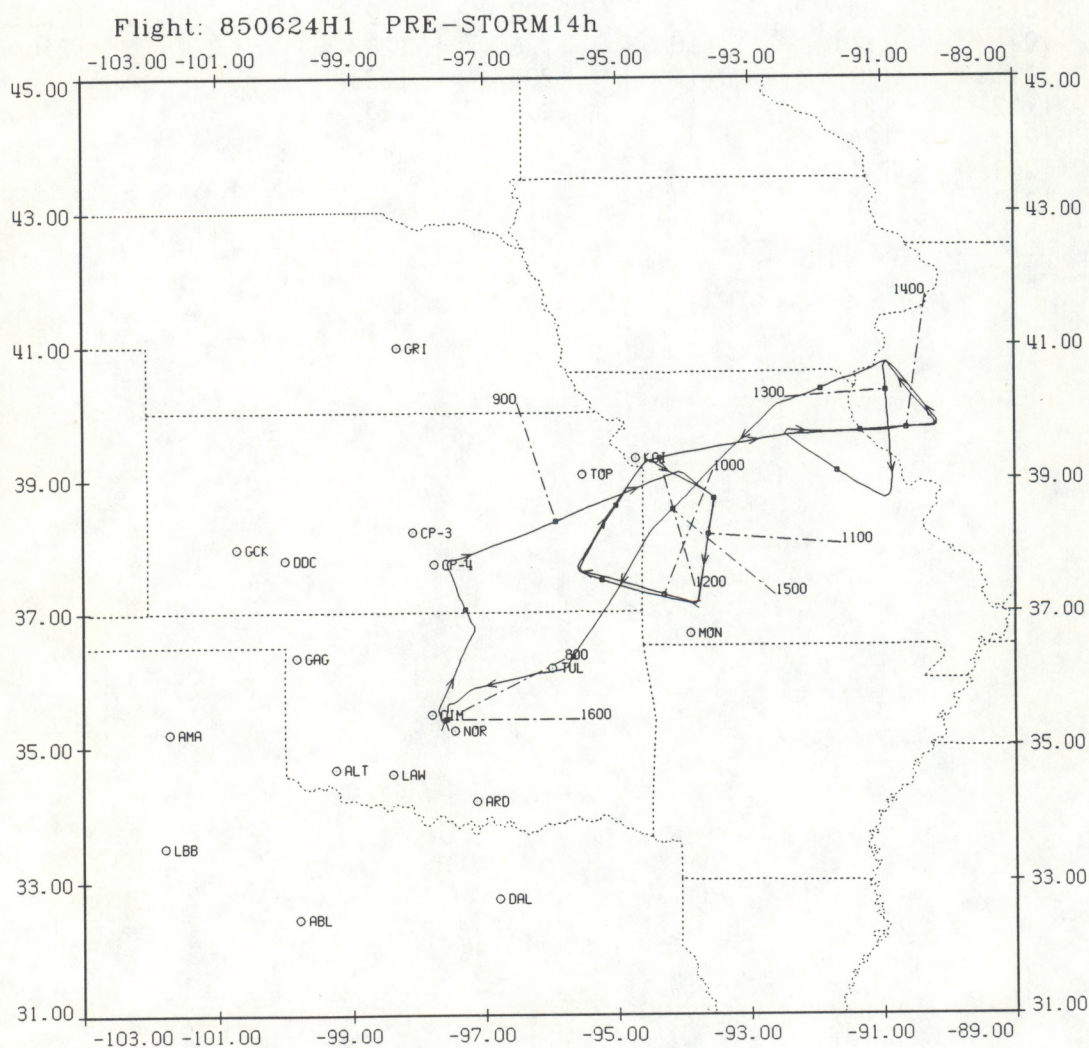 Flight: 850624H1 PRE-STORM14h
-103.00 -101.00 -99.00 -97.00 -95.00 -93.00 -91.00 -89.00
45.00 45.00
43.00 43.00
1400
41.00 GRI 41.00
900 1300
KCI 1000
39.00 TOP 39.00
CP-3 1100
GCK DDC CP-4
1200 1500
37.00 MON 37.00
GAG 800
TUL
CIM 1600
NOR
35.00 AMA 35.00
ALT LAW
ARD
LBB
33.00 DAL 33.00
ABL
31.00 31.00
-103.00 -101.00 -99.00 -97.00 -95.00 -93.00 -91.00 -89.00